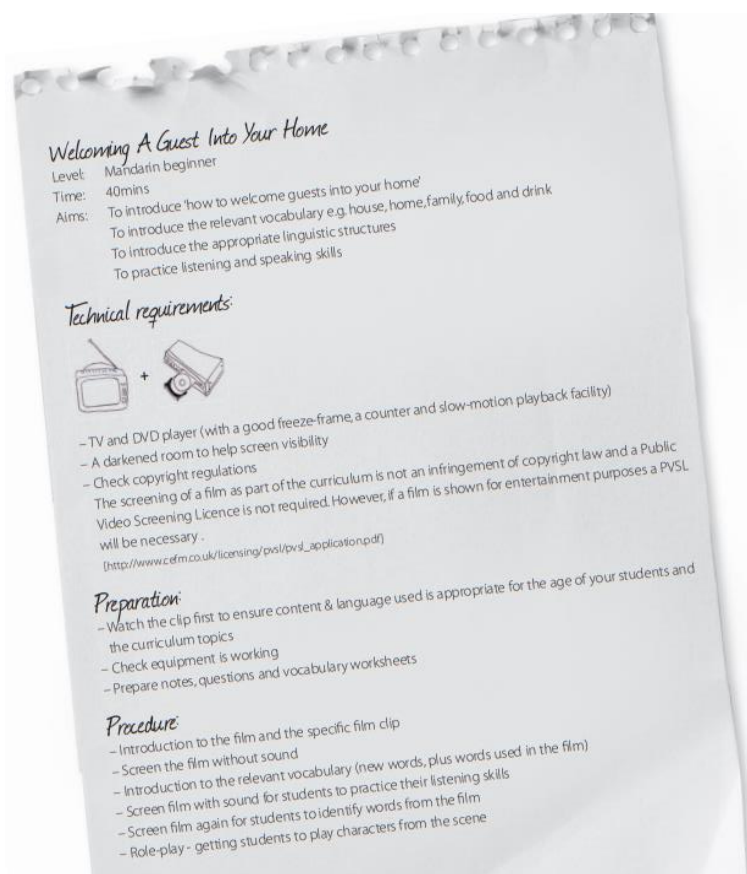 Welcoming A Guest Into Your Home
Level: Mandarin beginner
Time: 40mins
Aims: To introduce 'how to welcome guests into your home'
To introduce the relevant vocabulary e.g. house, home, family, food and drink
To introduce the appropriate linguistic structures
To practice listening and speaking skills
Technical requirements:
+
– TV and DVD player (with a good freeze-frame, a counter and slow-motion playback facility)
– A darkened room to help screen visibility
– Check copyright regulations
The screening of a film as part of the curriculum is not an infringement of copyright law and a Public
Video Screening Licence is not required. However, if a film is shown for entertainment purposes a PVSL
will be necessary .
[http://www.cefm.co.uk/licensing/pvsl/pvsl_application.pdf]
Preparation:
– Watch the clip first to ensure content & language used is appropriate for the age of your students and
the curriculum topics
– Check equipment is working
– Prepare notes, questions and vocabulary worksheets
Procedure:
– Introduction to the film and the specific film clip
– Screen the film without sound
– Introduction to the relevant vocabulary (new words, plus words used in the film)
– Screen film with sound for students to practice their listening skills
– Screen film again for students to identify words from the film
– Role-play - getting students to play characters from the scene